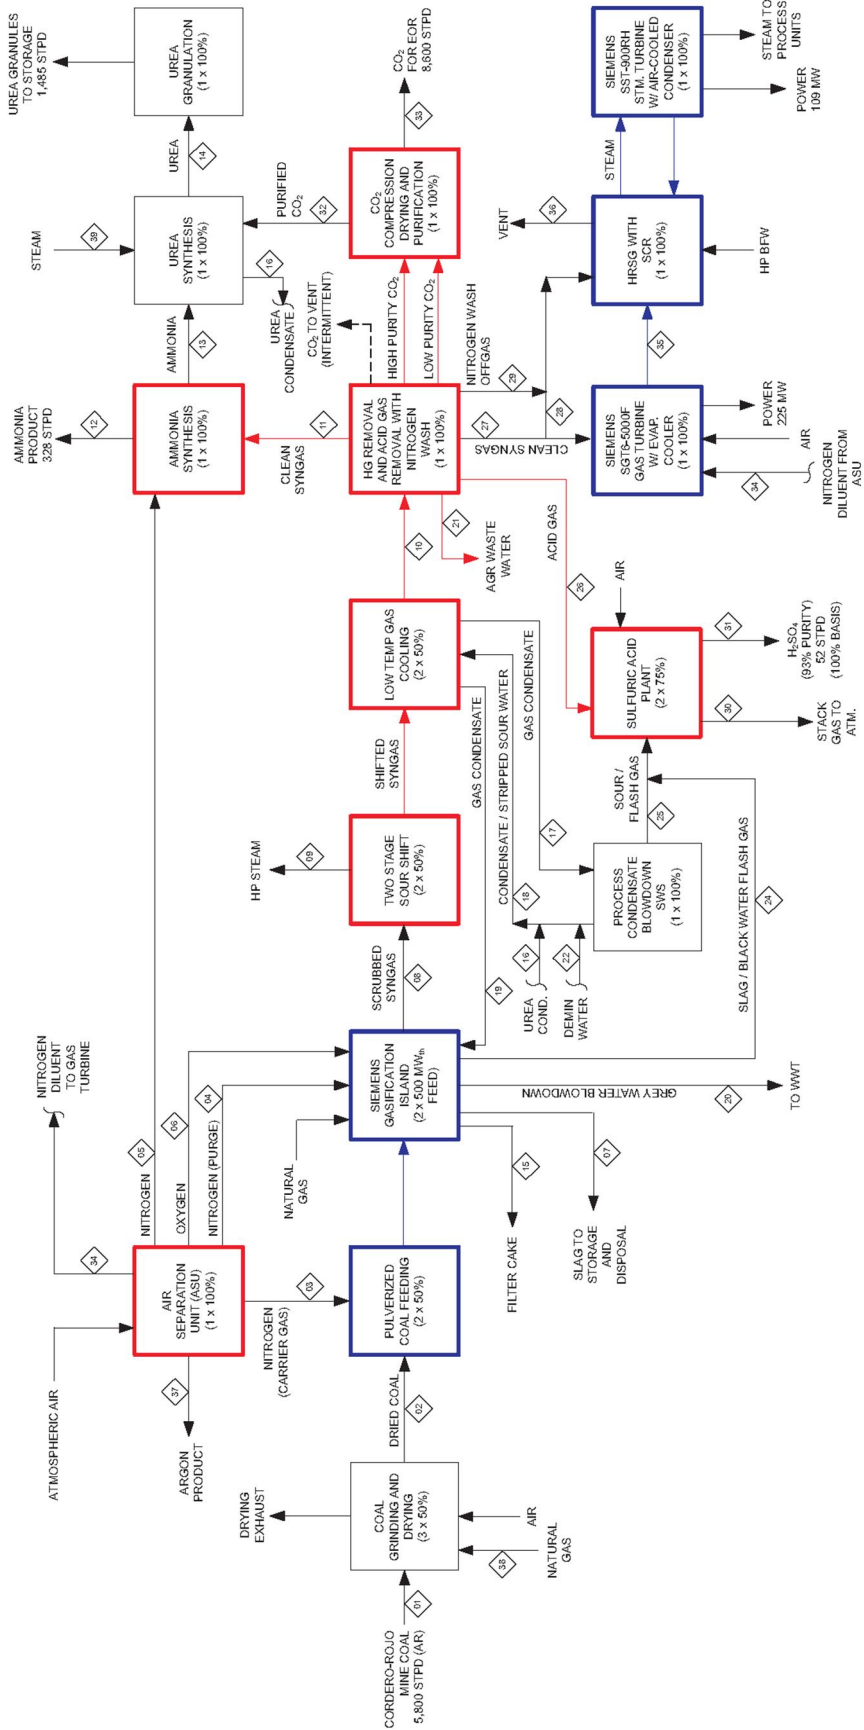 CORDERO-ROJO
MINE COAL
5,800 STPD (AR)
01
COAL
GRINDING AND
DRYING
(3 x 50%)
DRYING
EXHAUST
AIR
38
NATURAL
GAS
DRIED COAL
02
ATMOSPHERIC AIR
ARGON
PRODUCT
37
AIR
SEPARATION
UNIT (ASU)
(1 x 100%)
34
NITROGEN
DILUENT
TO GAS
TURBINE
NITROGEN
05
OXYGEN
06
NITROGEN (PURGE)
04
NITROGEN
(CARRIER GAS)
03
PULVERIZED
COAL FEEDING
(2 x 50%)
NATURAL
GAS
SIEMENS
GASIFICATION
ISLAND
(2 x 500 MWth
FEED)
FILTER CAKE
15
SLAG TO
STORAGE
AND
DISPOSAL
07
GREY WATER BLOWDOWN
20
TO WWT
SLAG / BLACK WATER FLASH GAS
24
SCRUBBED
SYNGAS
08
TWO STAGE
SOUR SHIFT
(2 x 50%)
HP STEAM
09
SHIFTED
SYNGAS
LOW TEMP GAS
COOLING
(2 x 50%)
GAS CONDENSATE
19
CONDENSATE / STRIPPED SOUR WATER
18
GAS CONDENSATE
17
UREA
COND.
16
DEMIN
WATER
22
PROCESS
CONDENSATE
BLOWDOWN
SWS
(1 x 100%)
SOUR /
FLASH GAS
25
10
21
AGR WASTE
WATER
HG REMOVAL
AND ACID GAS
REMOVAL WITH
NITROGEN
WASH
(1 x 100%)
ACID GAS
26
AIR
SULFURIC ACID
PLANT
(2 x 75%)
30
STACK
GAS TO
ATM.
31
H2SO4
(93% PURITY)
52 STPD
(100% BASIS)
CLEAN
SYNGAS
11
AMMONIA
SYNTHESIS
(1 x 100%)
AMMONIA
PRODUCT
328 STPD
12
AMMONIA
13
STEAM
39
UREA
SYNTHESIS
(1 x 100%)
16
UREA
CONDENSATE
UREA
14
UREA
GRANULATION
(1 x 100%)
UREA GRANULES
TO STORAGE
1,485 STPD
CO2 TO VENT
(INTERMITTENT)
HIGH PURITY CO2
LOW PURITY CO2
CO2
COMPRESSION
DRYING AND
PURIFICATION
(1 x 100%)
PURIFIED
CO2
32
33
CO2
FOR EOR
8,600 STPD
NITROGEN WASH
OFFGAS
29
27
CLEAN SYNGAS
28
SIEMENS
SGT6-5000F
GAS TURBINE
W/ EVAP.
COOLER
(1 x 100%)
34
NITROGEN
DILUENT FROM
ASU
AIR
POWER
225 MW
35
VENT
36
HRSG WITH
SCR
(1 x 100%)
HP BFW
STEAM
SIEMENS
SST-900RH
STM. TURBINE
W/ AIR-COOLED
CONDENSER
(1 x 100%)
POWER
109 MW
STEAM TO
PROCESS
UNITS